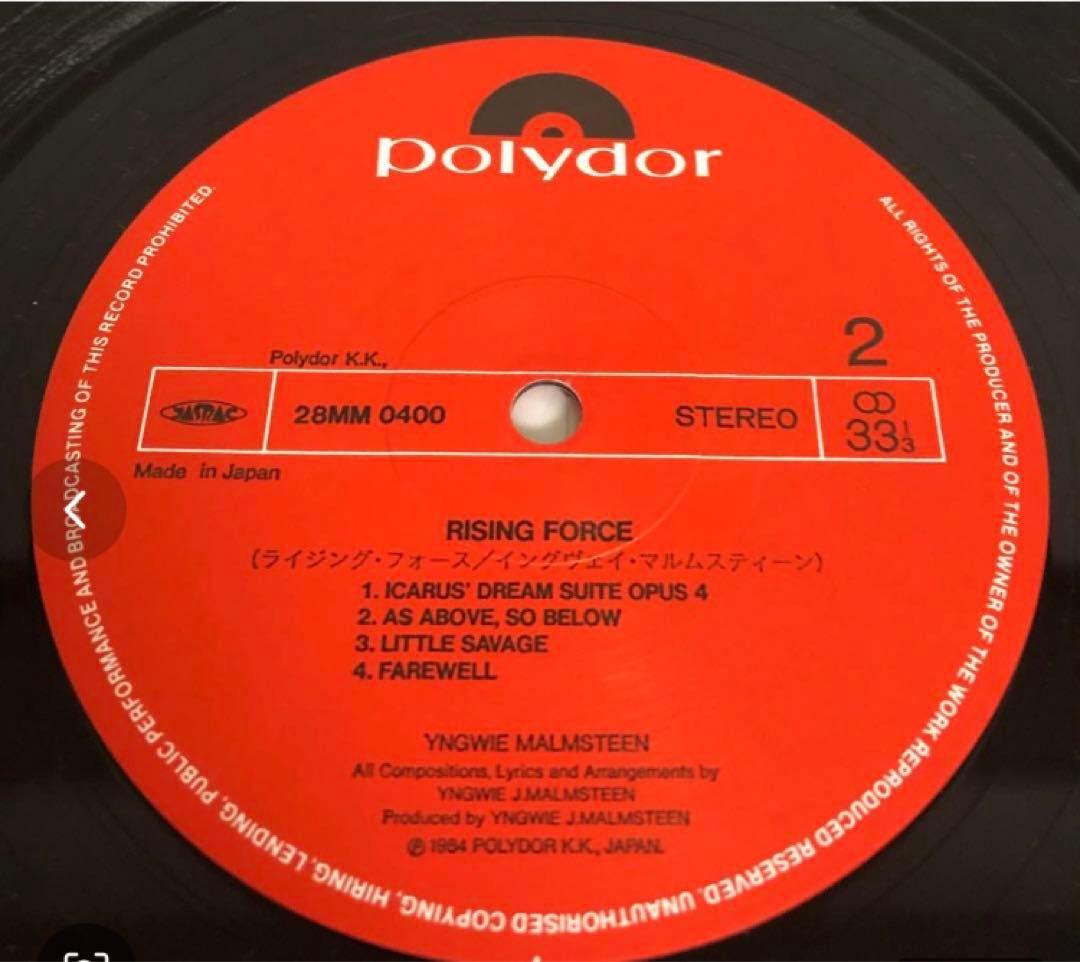 polydor
2
Polydor K.K.,
JASRAC
28MM 0400
STEREO
33 1/3
Made in Japan
RISING FORCE
(ライジング・フォース/イングヴェイ・マルムスティーン)
1. ICARUS' DREAM SUITE OPUS 4
2. AS ABOVE, SO BELOW
3. LITTLE SAVAGE
4. FAREWELL
YNGWIE MALMSTEEN
All Compositions, Lyrics and Arrangements by
YNGWIE J.MALMSTEEN
Produced by YNGWIE J.MALMSTEEN
℗ 1984 POLYDOR K.K., JAPAN.
ALL RIGHTS OF THE PRODUCER AND OF THE OWNER OF THE WORK REPRODUCED RESERVED. UNAUTHORISED COPYING, HIRING, LENDING, PUBLIC PERFORMANCE AND BROADCASTING OF THIS RECORD PROHIBITED.